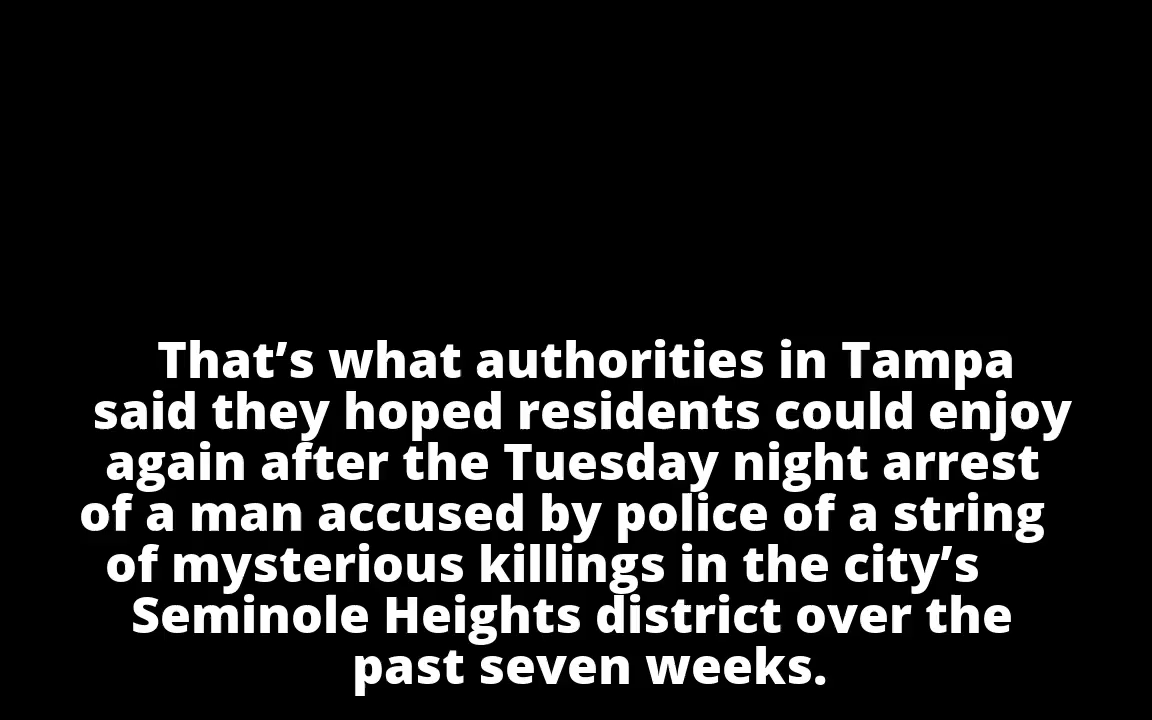 That’s what authorities in Tampa
said they hoped residents could enjoy
again after the Tuesday night arrest
of a man accused by police of a string
of mysterious killings in the city’s
Seminole Heights district over the
past seven weeks.